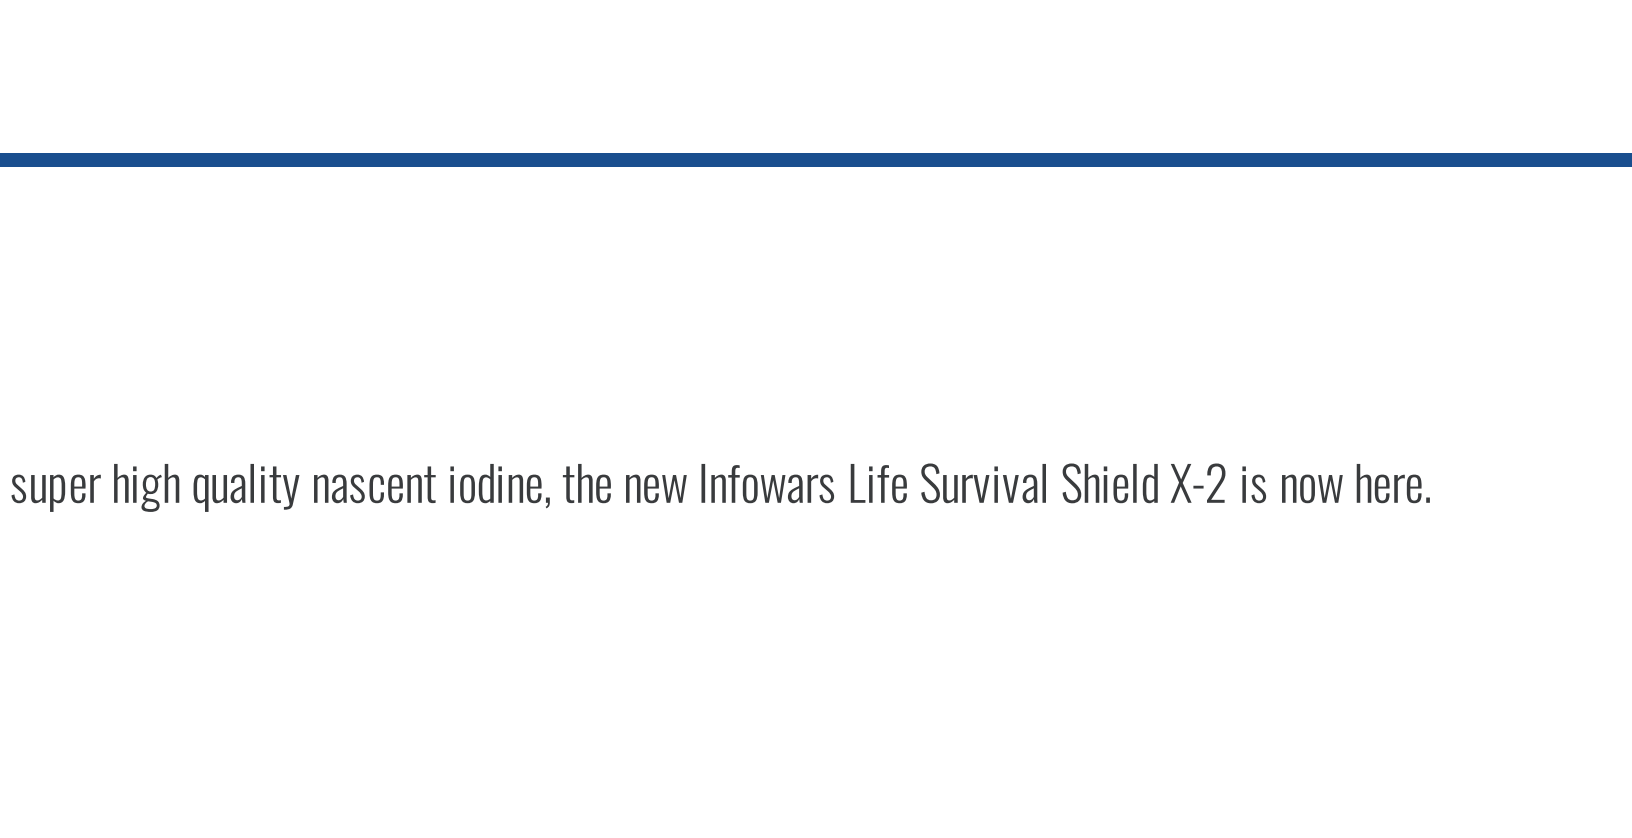 super high quality nascent iodine, the new Infowars Life Survival Shield X-2 is now here.